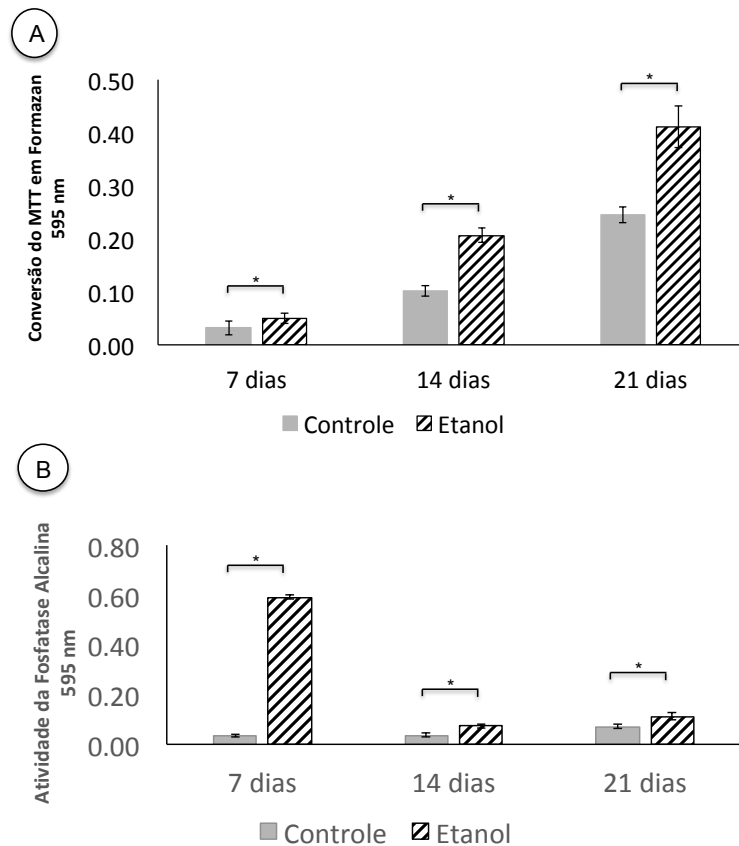 A
Conversão do MTT em Formazan
595 nm
0.50
0.40
0.30
0.20
0.10
0.00
*
*
*
7 dias
14 dias
21 dias
Controle
Etanol
B
Atividade da Fosfatase Alcalina
595 nm
0.80
0.60
0.40
0.20
0.00
*
*
*
7 dias
14 dias
21 dias
Controle
Etanol